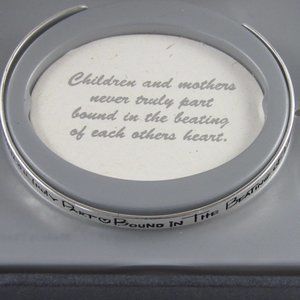 Children and mothers
never truly part
bound in the beating
of each others heart.
Truly Part Bound In The Beating